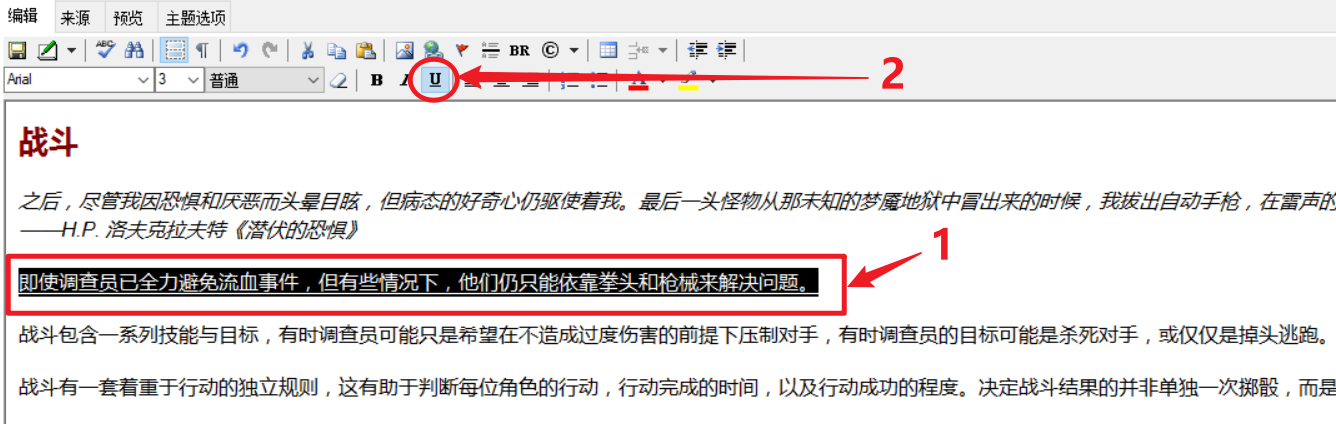 编辑 来源 预览 主题选项
ABC BR ©
Arial 3 普通 B I U A
2
战斗
之后，尽管我因恐惧和厌恶而头晕目眩，但病态的好奇心仍驱使着我。最后一头怪物从那未知的梦魇地狱中冒出来的时候，我拔出自动手枪，在雷声的
——H.P. 洛夫克拉夫特《潜伏的恐惧》
1
即使调查员已全力避免流血事件，但有些情况下，他们仍只能依靠拳头和枪械来解决问题。
战斗包含一系列技能与目标，有时调查员可能只是希望在不造成过度伤害的前提下压制对手，有时调查员的目标可能是杀死对手，或仅仅是掉头逃跑。
战斗有一套着重于行动的独立规则，这有助于判断每位角色的行动，行动完成的时间，以及行动成功的程度。决定战斗结果的并非单独一次掷骰，而是